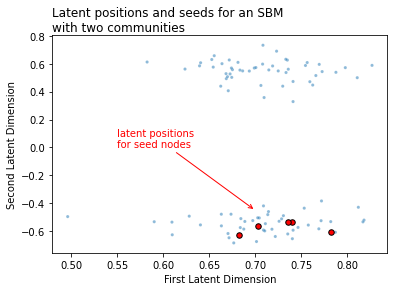 Latent positions and seeds for an SBM
with two communities
0.8
0.6
0.4
0.2
0.0
−0.2
−0.4
−0.6
Second Latent Dimension
latent positions
for seed nodes
0.50
0.55
0.60
0.65
0.70
0.75
0.80
First Latent Dimension